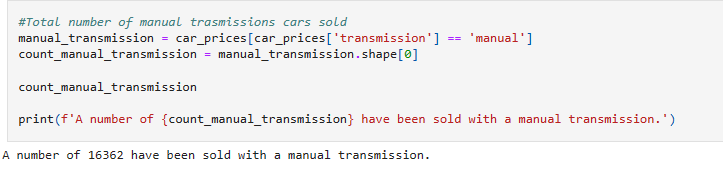 #Total number of manual trasmissions cars sold
manual_transmission = car_prices[car_prices['transmission'] == 'manual']
count_manual_transmission = manual_transmission.shape[0]
count_manual_transmission
print(f'A number of {count_manual_transmission} have been sold with a manual transmission.')
A number of 16362 have been sold with a manual transmission.